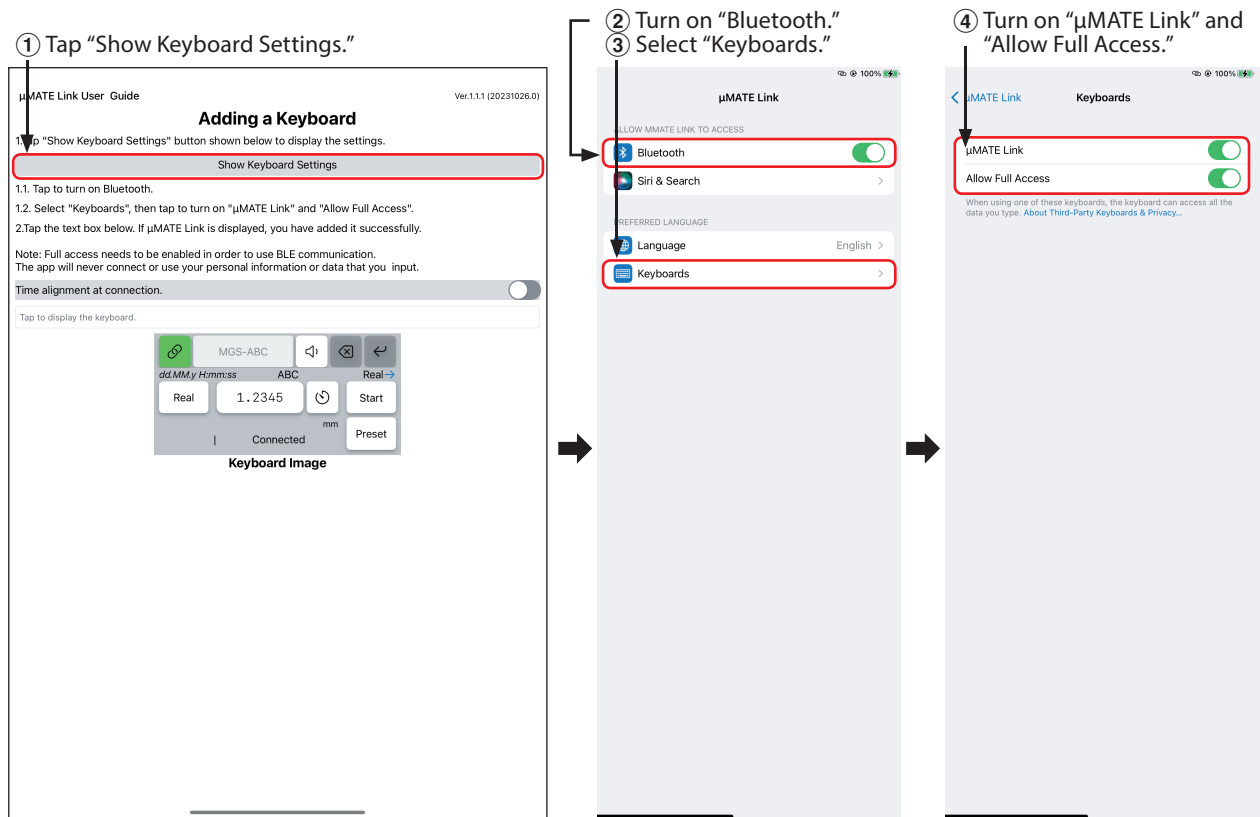 ① Tap “Show Keyboard Settings.”
µMATE Link User Guide
Ver.1.1.1 (20231026.0)
Adding a Keyboard
1. Tap "Show Keyboard Settings" button shown below to display the settings.
Show Keyboard Settings
1.1. Tap to turn on Bluetooth.
1.2. Select "Keyboards", then tap to turn on "µMATE Link" and "Allow Full Access".
2.Tap the text box below. If µMATE Link is displayed, you have added it successfully.
Note: Full access needs to be enabled in order to use BLE communication.
The app will never connect or use your personal information or data that you input.
Time alignment at connection.
Tap to display the keyboard.
MGS-ABC
dd.MM.y H:mm:ss ABC Real→
Real 1.2345 Start
mm
| Connected Preset
Keyboard Image
② Turn on “Bluetooth.”
③ Select “Keyboards.”
100%
µMATE Link
ALLOW MMATE LINK TO ACCESS
Bluetooth
Siri & Search >
PREFERRED LANGUAGE
Language English >
Keyboards >
④ Turn on “µMATE Link” and
“Allow Full Access.”
100%
< µMATE Link Keyboards
µMATE Link
Allow Full Access
When using one of these keyboards, the keyboard can access all the
data you type. About Third-Party Keyboards & Privacy...